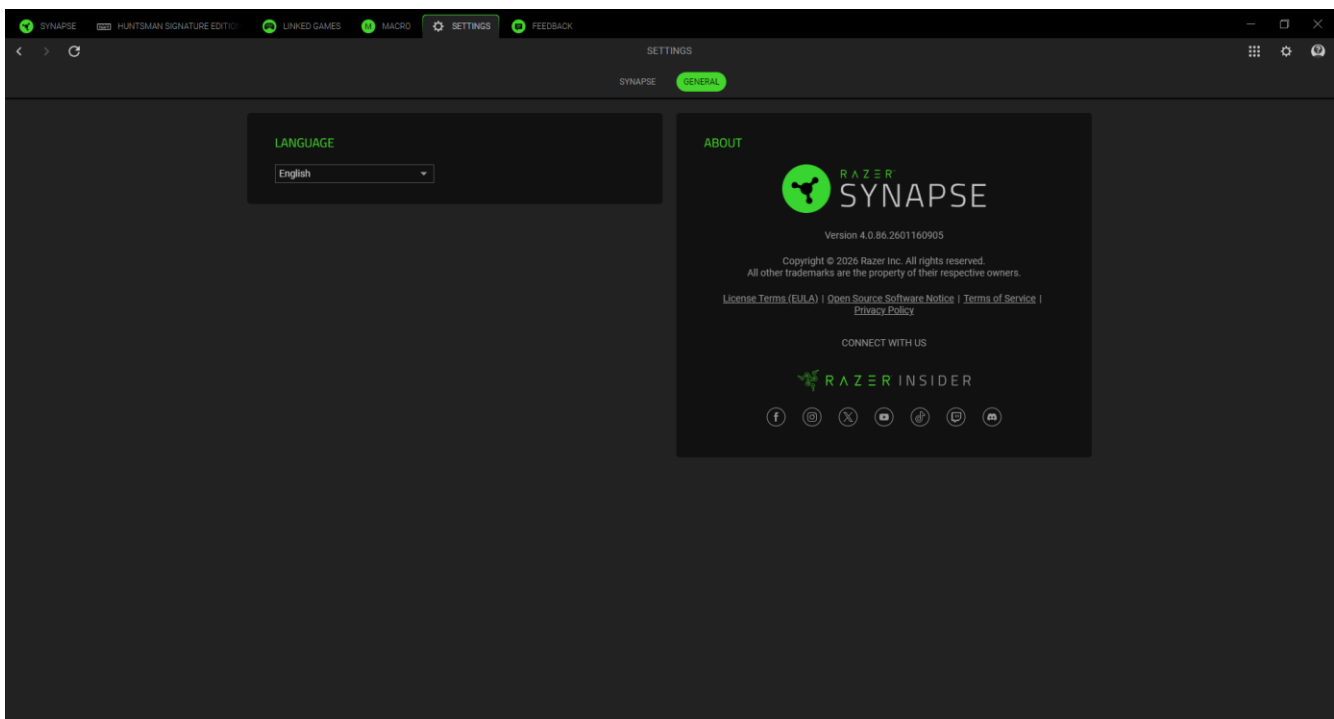 SYNAPSE
HUNTSMAN SIGNATURE EDITIO
LINKED GAMES
M MACRO
SETTINGS
FEEDBACK
SETTINGS
SYNAPSE
GENERAL
LANGUAGE
English
ABOUT
RAZER
SYNAPSE
Version 4.0.86.2601160905
Copyright © 2026 Razer Inc. All rights reserved.
All other trademarks are the property of their respective owners.
License Terms (EULA) | Open Source Software Notice | Terms of Service |
Privacy Policy
CONNECT WITH US
RAZER INSIDER